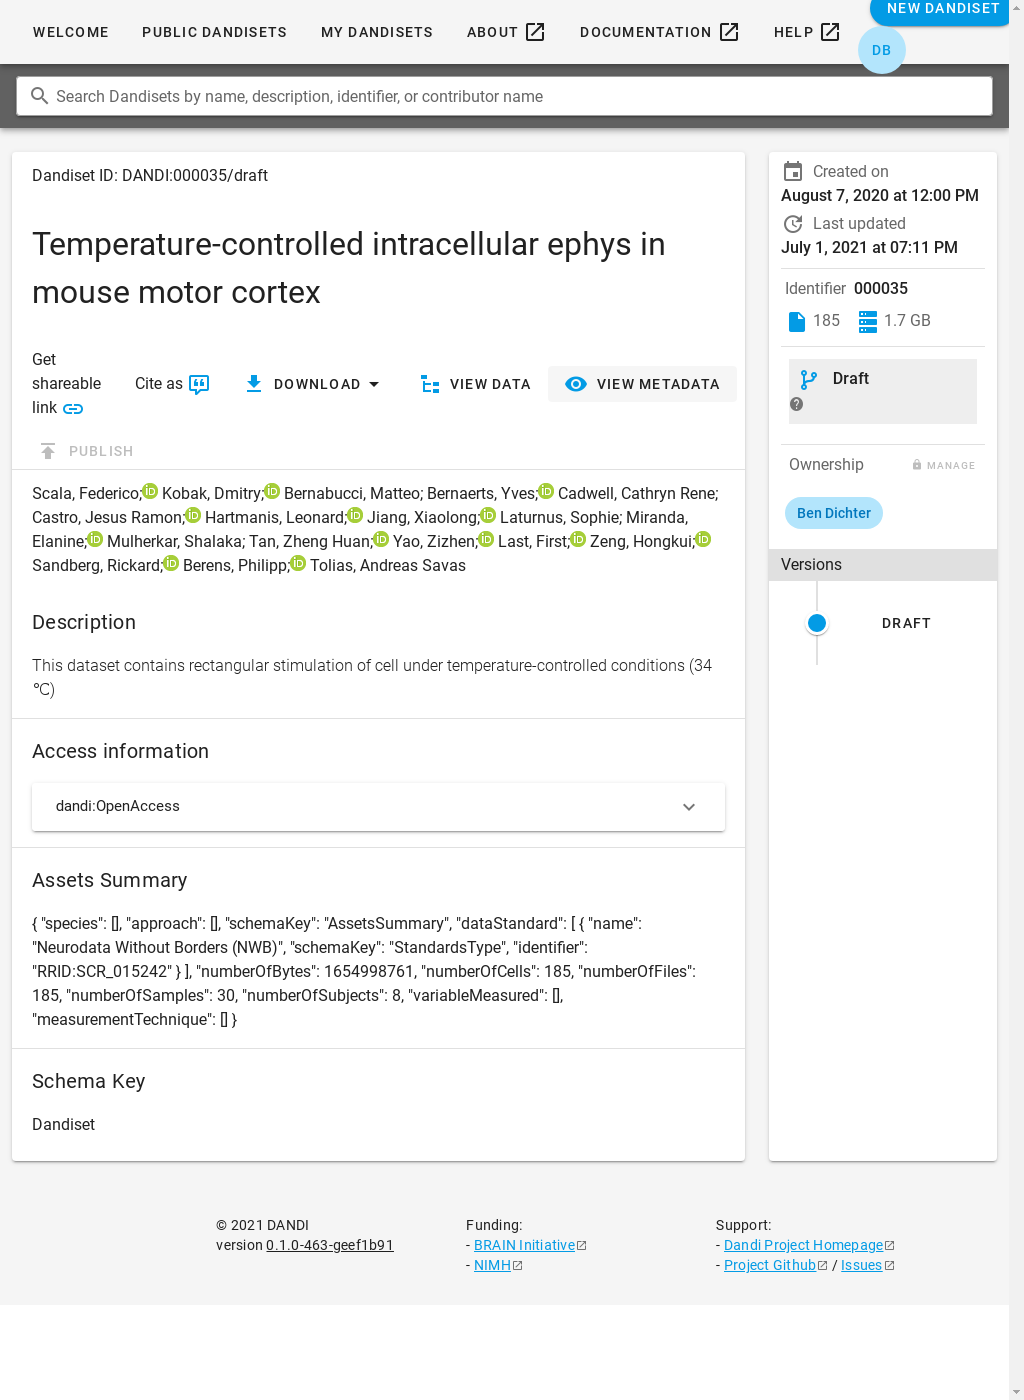 WELCOME PUBLIC DANDISETS MY DANDISETS ABOUT DOCUMENTATION HELP NEW DANDISET
DB
Search Dandisets by name, description, identifier, or contributor name
Dandiset ID: DANDI:000035/draft
Temperature-controlled intracellular ephys in
mouse motor cortex
Get
shareable
link
Cite as
DOWNLOAD
VIEW DATA
VIEW METADATA
PUBLISH
Scala, Federico; Kobak, Dmitry; Bernabucci, Matteo; Bernaerts, Yves; Cadwell, Cathryn Rene;
Castro, Jesus Ramon; Hartmanis, Leonard; Jiang, Xiaolong; Laturnus, Sophie; Miranda,
Elanine; Mulherkar, Shalaka; Tan, Zheng Huan; Yao, Zizhen; Last, First; Zeng, Hongkui;
Sandberg, Rickard; Berens, Philipp; Tolias, Andreas Savas
Description
This dataset contains rectangular stimulation of cell under temperature-controlled conditions (34
℃)
Access information
dandi:OpenAccess
Assets Summary
{ "species": [], "approach": [], "schemaKey": "AssetsSummary", "dataStandard": [ { "name":
"Neurodata Without Borders (NWB)", "schemaKey": "StandardsType", "identifier":
"RRID:SCR_015242" } ], "numberOfBytes": 1654998761, "numberOfCells": 185, "numberOfFiles":
185, "numberOfSamples": 30, "numberOfSubjects": 8, "variableMeasured": [],
"measurementTechnique": [] }
Schema Key
Dandiset
Created on
August 7, 2020 at 12:00 PM
Last updated
July 1, 2021 at 07:11 PM
Identifier 000035
185 1.7 GB
Draft
Ownership MANAGE
Ben Dichter
Versions
DRAFT
© 2021 DANDI
version 0.1.0-463-geef1b91
Funding:
- BRAIN Initiative
- NIMH
Support:
- Dandi Project Homepage
- Project Github / Issues